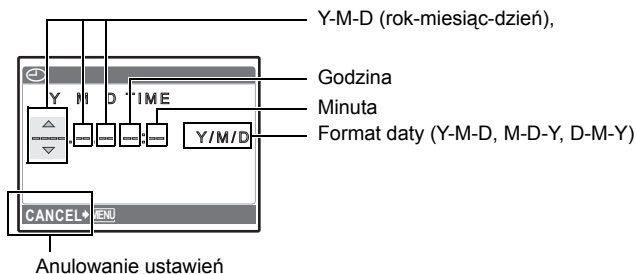 Y-M-D (rok-miesiąc-dzień),
Godzina
Minuta
Format daty (Y-M-D, M-D-Y, D-M-Y)
Y M D TIME
----.--.-- --:-- Y/M/D
CANCEL MENU
Anulowanie ustawień